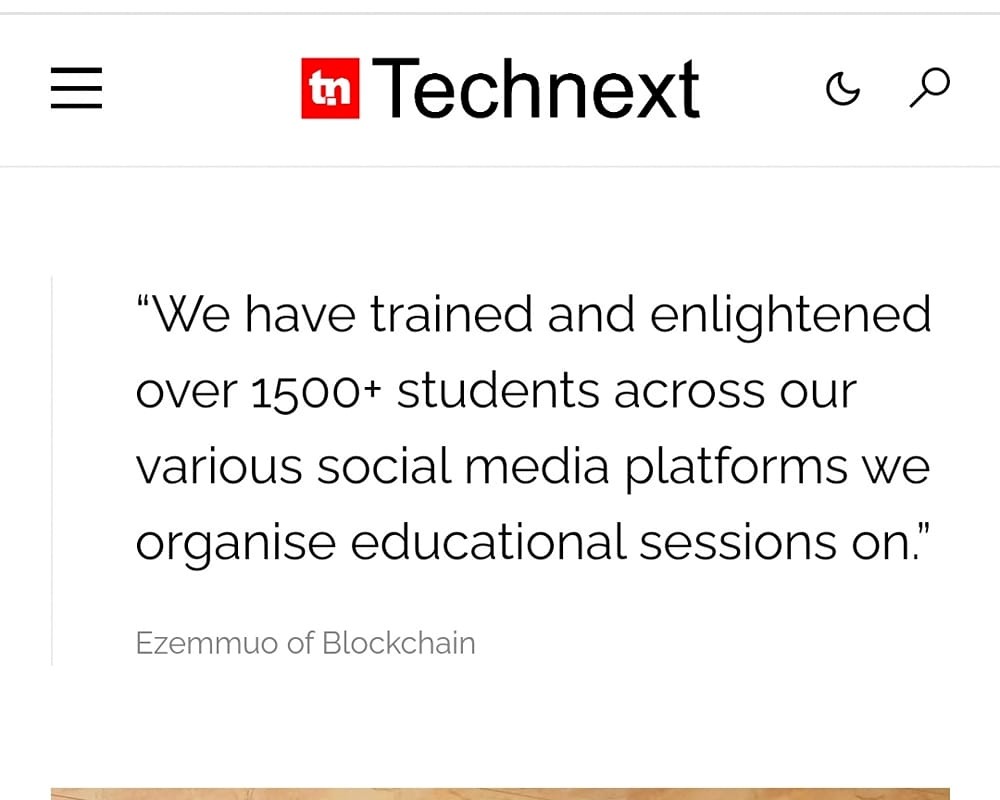 tn Technext
“We have trained and enlightened
over 1500+ students across our
various social media platforms we
organise educational sessions on.”
Ezemmuo of Blockchain